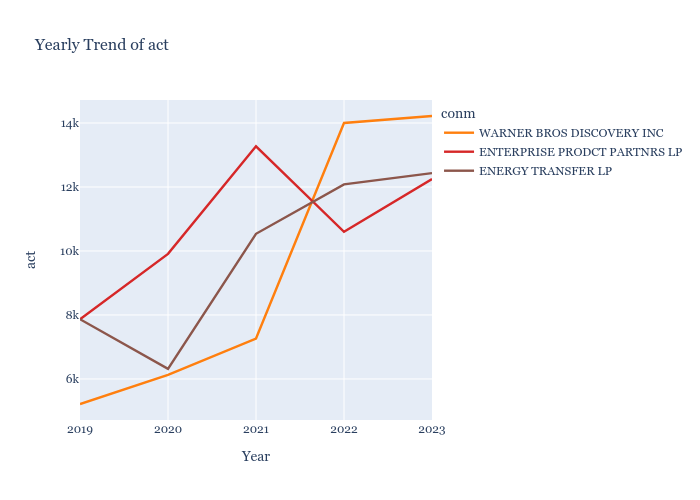 Yearly Trend of act
act
14k
12k
10k
8k
6k
2019 2020 2021 2022 2023
Year
conm
WARNER BROS DISCOVERY INC
ENTERPRISE PRODCT PARTNRS LP
ENERGY TRANSFER LP